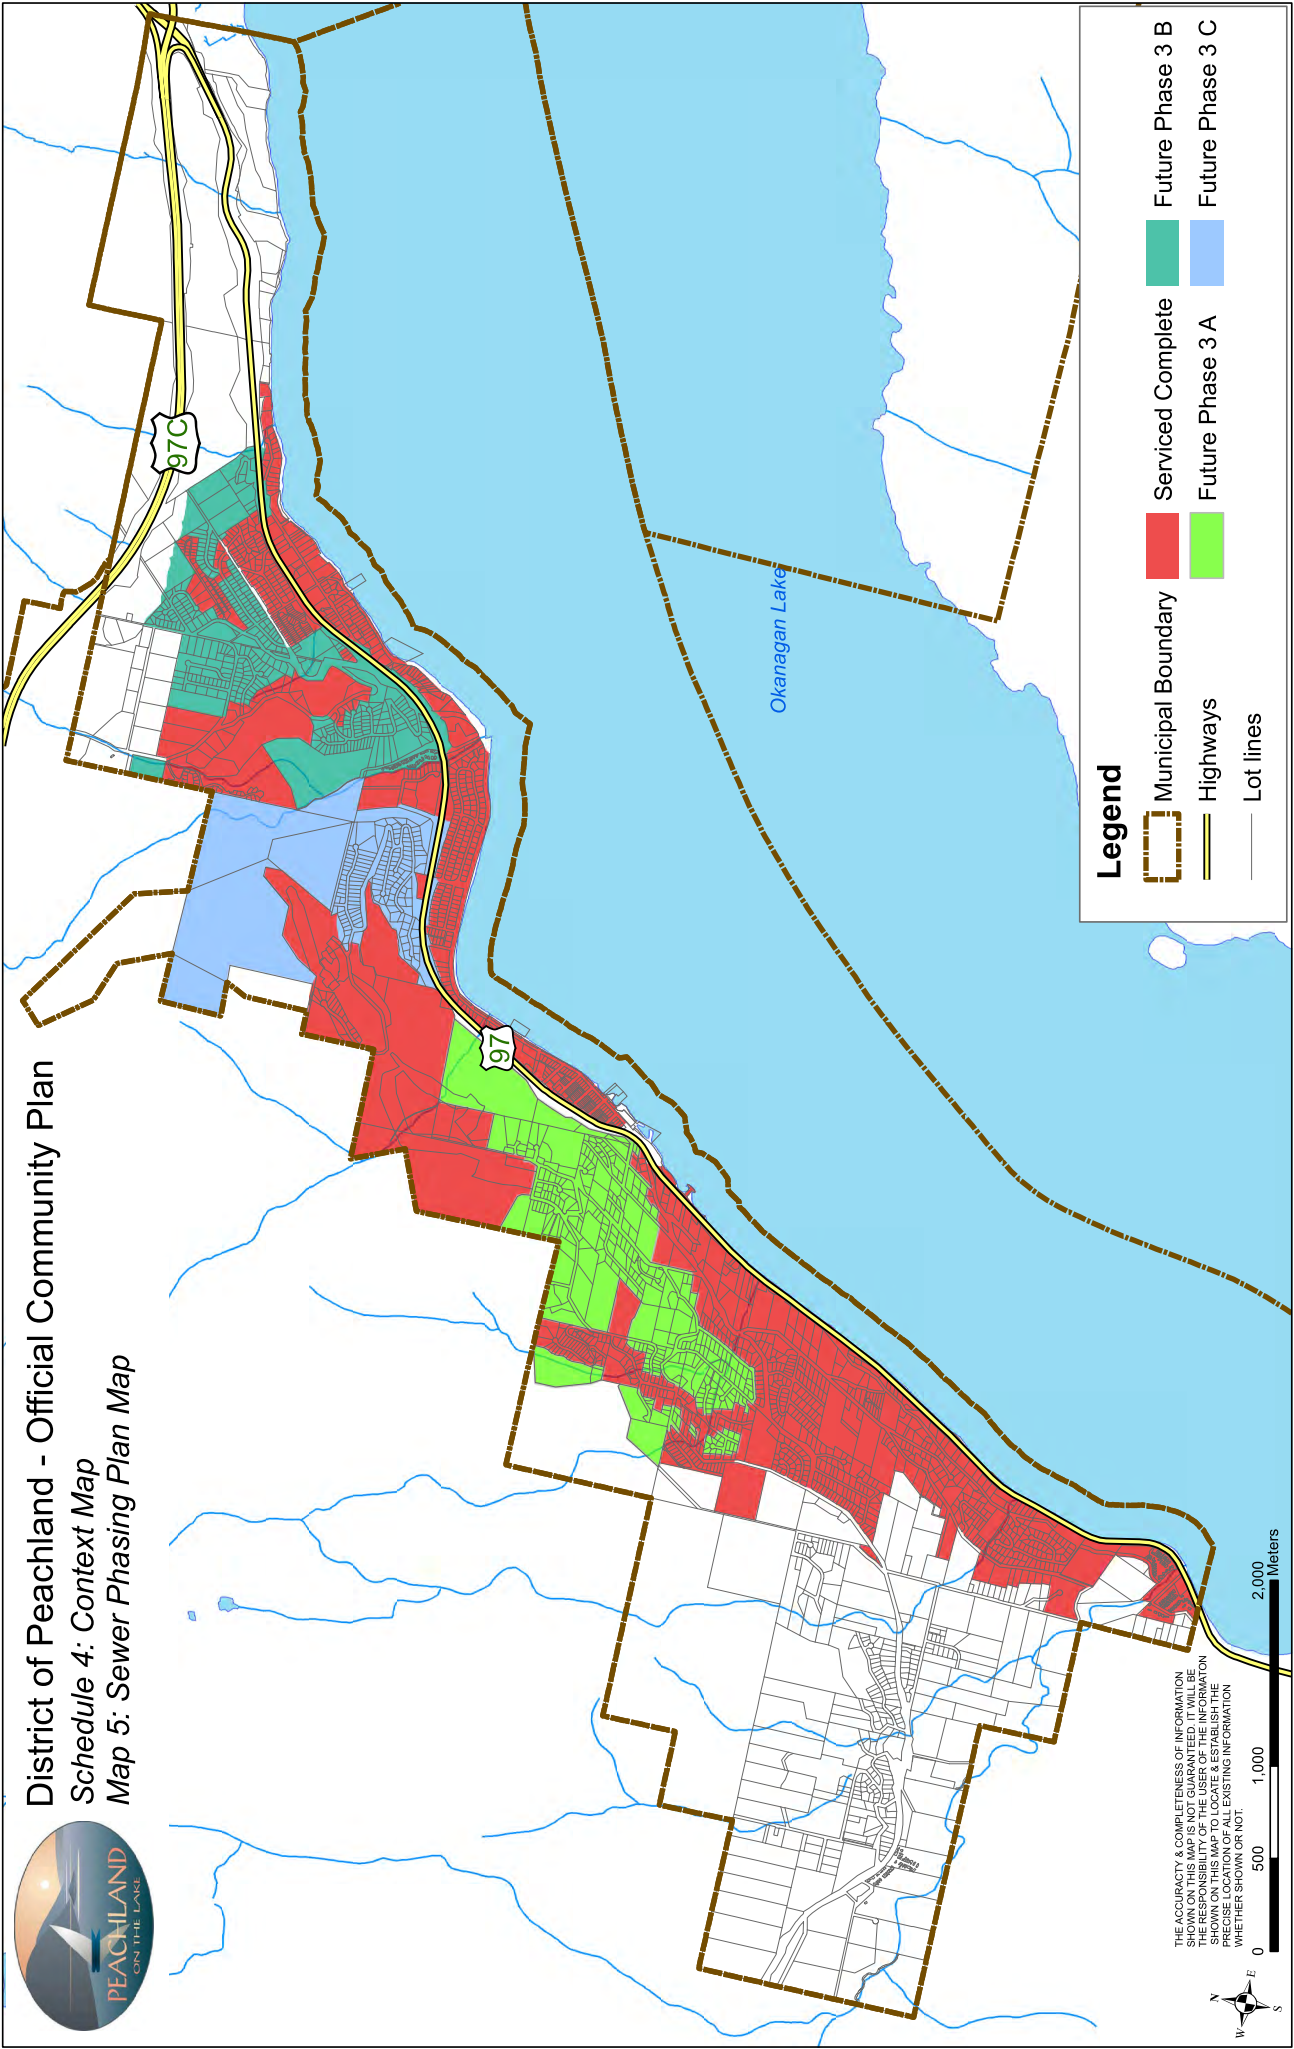 District of Peachland - Official Community Plan
Schedule 4: Context Map
Map 5: Sewer Phasing Plan Map
PEACHLAND
ON THE LAKE
97C
97
Okanagan Lake
Legend
Municipal Boundary
Highways
Lot lines
Serviced Complete
Future Phase 3 A
Future Phase 3 B
Future Phase 3 C
THE ACCURACTY & COMPLETENESS OF INFORMATION
SHOWN ON THIS MAP IS NOT GUARANTEED. IT WILL BE
THE RESPONSIBILITY OF THE USER OF THE INFORMATON
SHOWN ON THIS MAP TO LOCATE & ESTABLISH THE
PRECISE LOCATION OF ALL EXISTING INFORMATION
WHETHER SHOWN OR NOT.
0 500 1,000 2,000
Meters
N
W E
S